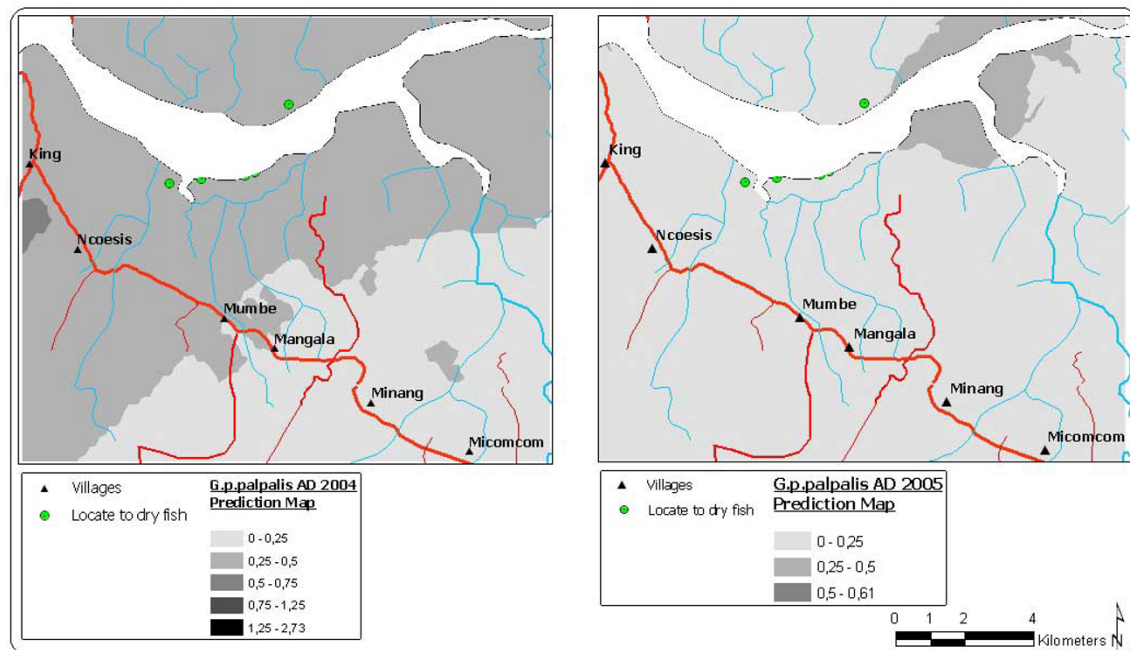 King
Ncoesis
Mumbe
Mangala
Minang
Micomcom
Villages
Locate to dry fish
G.p.palpalis AD 2004
Prediction Map
0 - 0,25
0,25 - 0,5
0,5 - 0,75
0,75 - 1,25
1,25 - 2,73
King
Ncoesis
Mumbe
Mangala
Minang
Micomcom
Villages
Locate to dry fish
G.p.palpalis AD 2005
Prediction Map
0 - 0,25
0,25 - 0,5
0,5 - 0,61
0 1 2 4
Kilometers
N